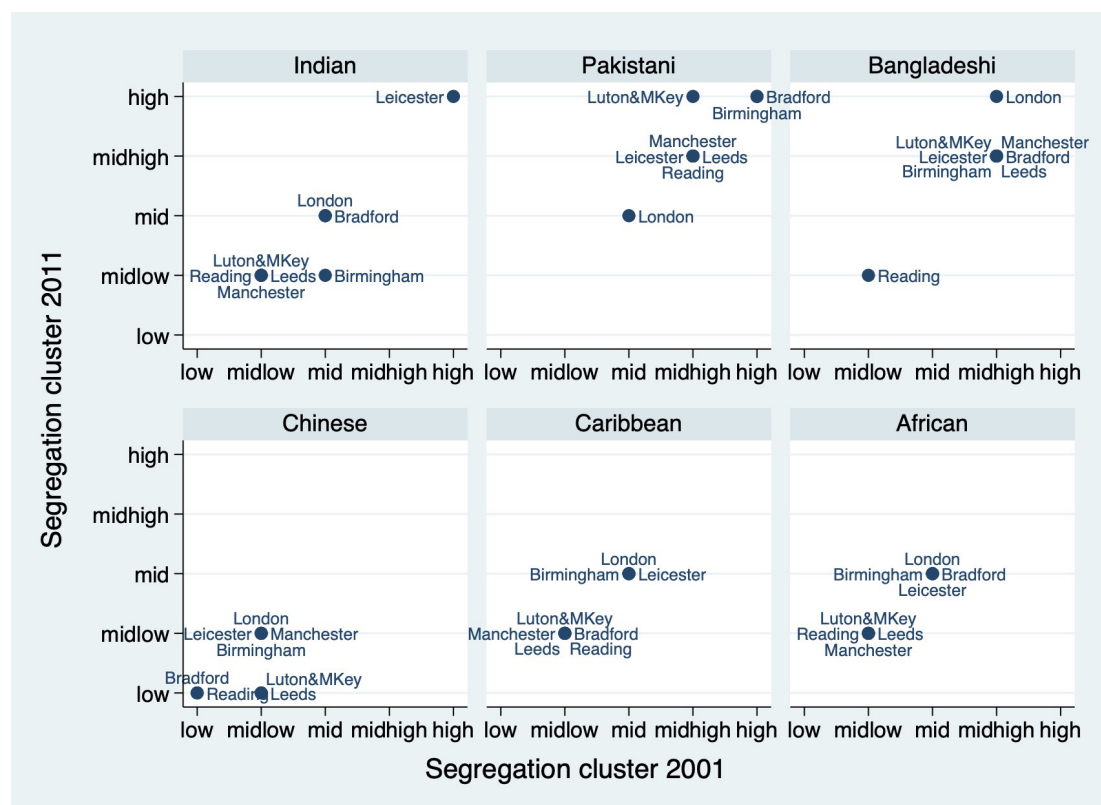 Indian
Pakistani
Bangladeshi
high
Leicester
Luton&MKey
Bradford
Birmingham
London
midhigh
Manchester
Leicester Leeds
Reading
Luton&MKey Manchester
Leicester Bradford
Birmingham Leeds
mid
London
Bradford
London
midlow
Luton&MKey
Reading Leeds
Manchester
Birmingham
Reading
low
low midlow mid midhigh high
low midlow mid midhigh high
low midlow mid midhigh high
Segregation cluster 2011
Chinese
Caribbean
African
high
midhigh
mid
London
Birmingham Leicester
London
Birmingham Bradford
Leicester
midlow
London
Leicester Manchester
Birmingham
Luton&MKey
Manchester Bradford
Leeds Reading
Luton&MKey
Reading Leeds
Manchester
low
Bradford
Reading
Luton&MKey
Leeds
low midlow mid midhigh high
low midlow mid midhigh high
low midlow mid midhigh high
Segregation cluster 2001